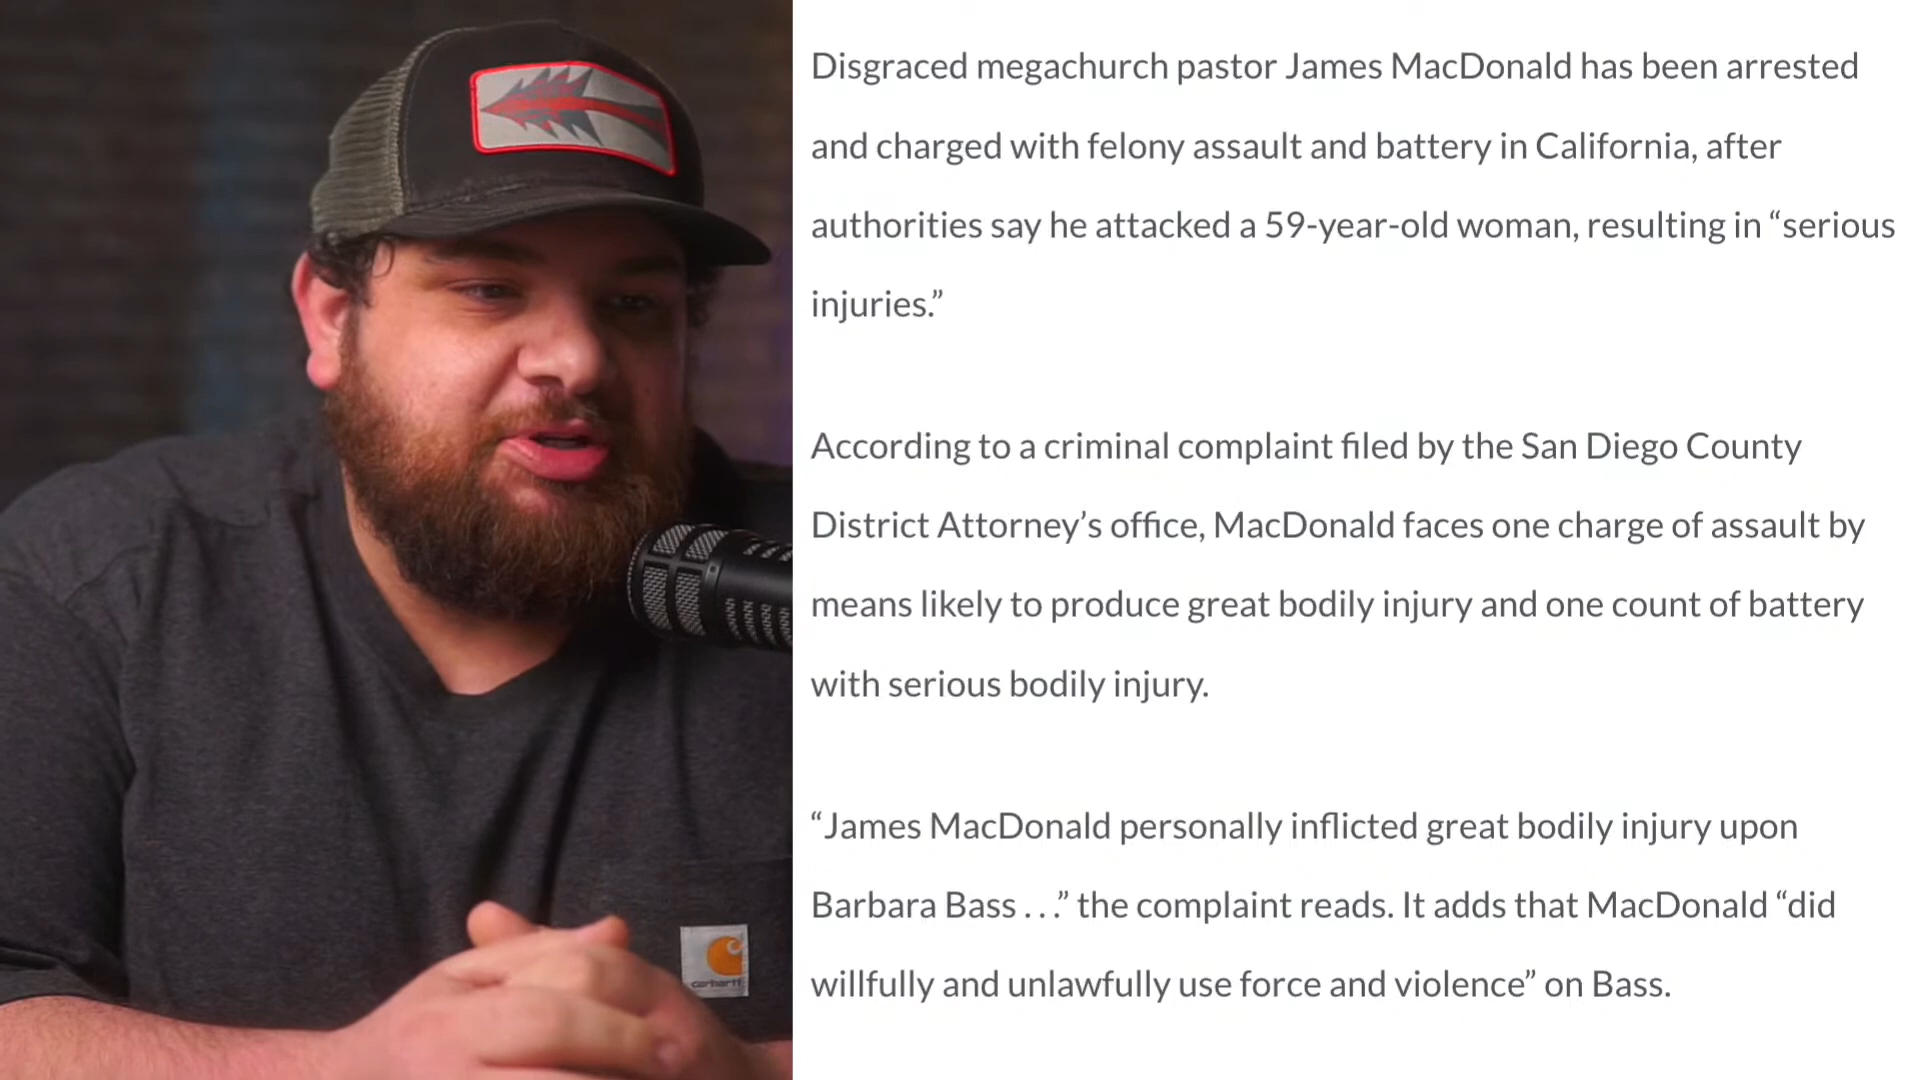 Disgraced megachurch pastor James MacDonald has been arrested
and charged with felony assault and battery in California, after
authorities say he attacked a 59-year-old woman, resulting in “serious
injuries.”
According to a criminal complaint filed by the San Diego County
District Attorney’s office, MacDonald faces one charge of assault by
means likely to produce great bodily injury and one count of battery
with serious bodily injury.
“James MacDonald personally inflicted great bodily injury upon
Barbara Bass . . .” the complaint reads. It adds that MacDonald “did
willfully and unlawfully use force and violence” on Bass.
carhartt